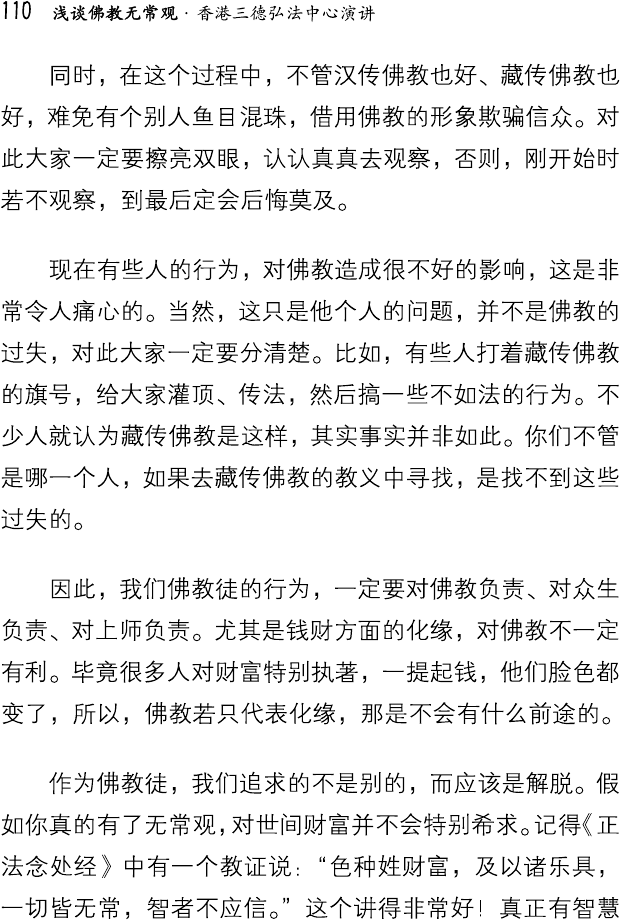 110 浅谈佛教无常观·香港三德弘法中心演讲
同时，在这个过程中，不管汉传佛教也好、藏传佛教也
好，难免有个别人鱼目混珠，借用佛教的形象欺骗信众。对
此大家一定要擦亮双眼，认认真真去观察，否则，刚开始时
若不观察，到最后定会后悔莫及。
现在有些人的行为，对佛教造成很不好的影响，这是非
常令人痛心的。当然，这只是他个人的问题，并不是佛教的
过失，对此大家一定要分清楚。比如，有些人打着藏传佛教
的旗号，给大家灌顶、传法，然后搞一些不如法的行为。不
少人就认为藏传佛教是这样，其实事实并非如此。你们不管
是哪一个人，如果去藏传佛教的教义中寻找，是找不到这些
过失的。
因此，我们佛教徒的行为，一定要对佛教负责、对众生
负责、对上师负责。尤其是钱财方面的化缘，对佛教不一定
有利。毕竟很多人对财富特别执著，一提起钱，他们脸色都
变了，所以，佛教若只代表化缘，那是不会有什么前途的。
作为佛教徒，我们追求的不是别的，而应该是解脱。假
如你真的有了无常观，对世间财富并不会特别希求。记得《正
法念处经》中有一个教证说：“色种姓财富，及以诸乐具，
一切皆无常，智者不应信。”这个讲得非常好！真正有智慧